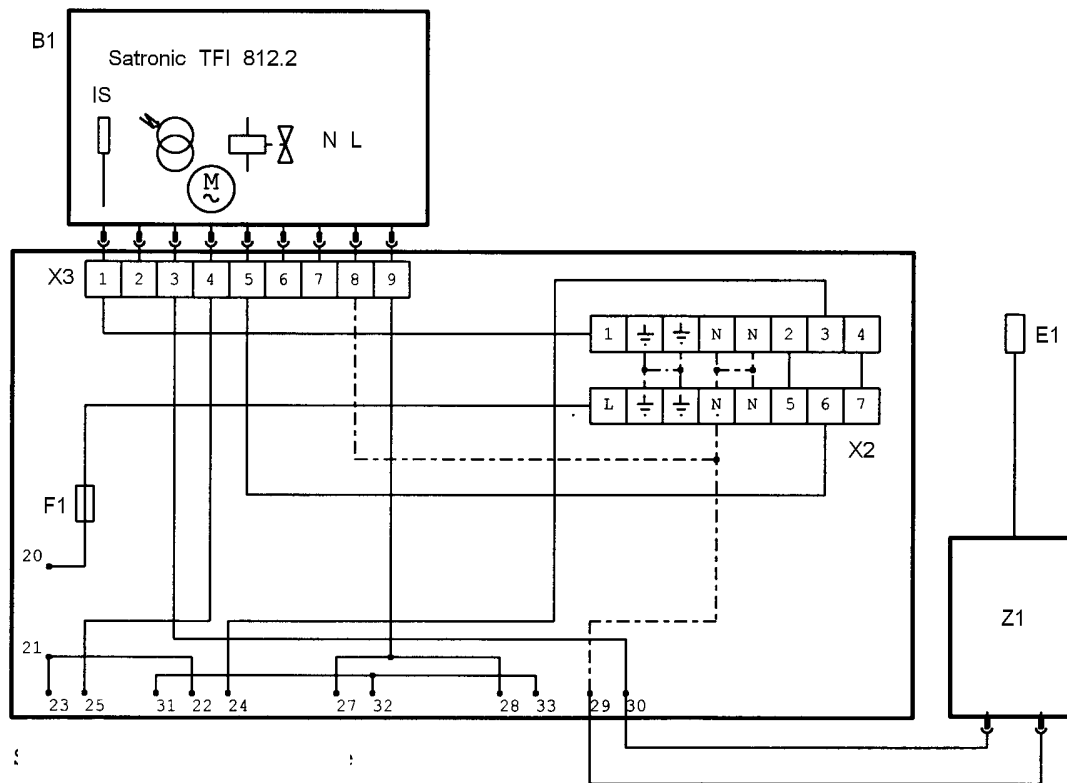 B1
Satronic TFI 812.2
IS
N L
M
~
X3 1 2 3 4 5 6 7 8 9
1 N N 2 3 4
E1
L N N 5 6 7
X2
F1
20
Z1
21
23 25 31 22 24 27 32 28 33 29 30